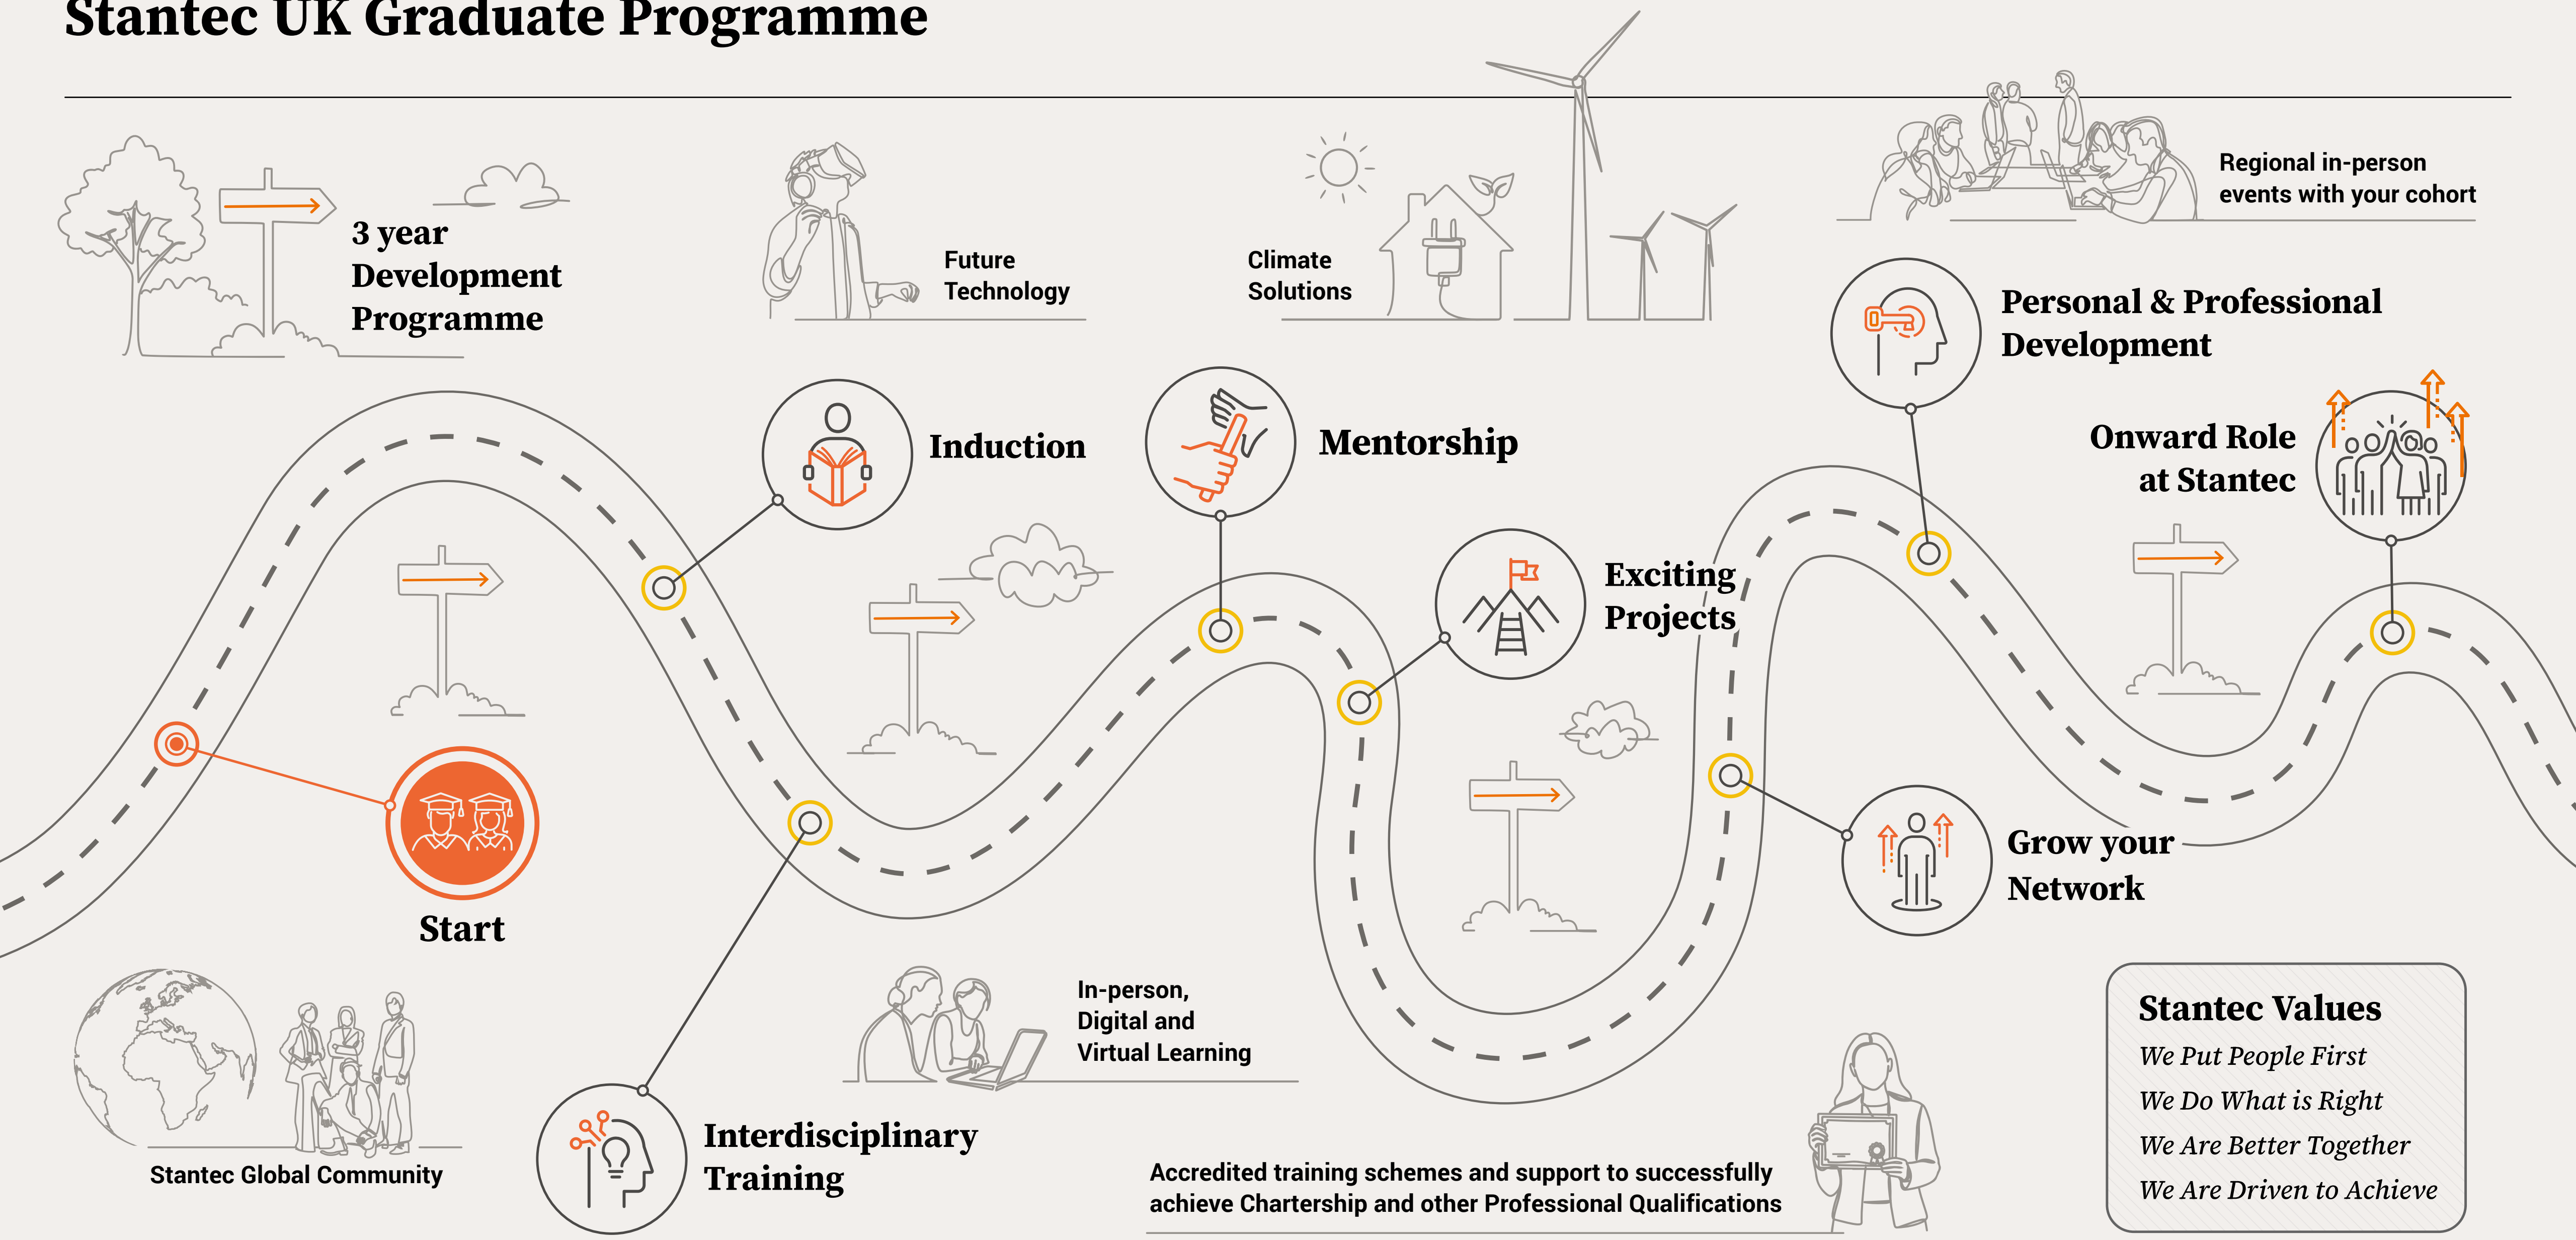 Stantec UK Graduate Programme
3 year
Development
Programme
Future
Technology
Climate
Solutions
Regional in-person
events with your cohort
Personal & Professional
Development
Induction
Mentorship
Onward Role
at Stantec
Exciting
Projects
Grow your
Network
Start
In-person,
Digital and
Virtual Learning
Stantec Global Community
Interdisciplinary
Training
Accredited training schemes and support to successfully
achieve Chartership and other Professional Qualifications
Stantec Values
We Put People First
We Do What is Right
We Are Better Together
We Are Driven to Achieve